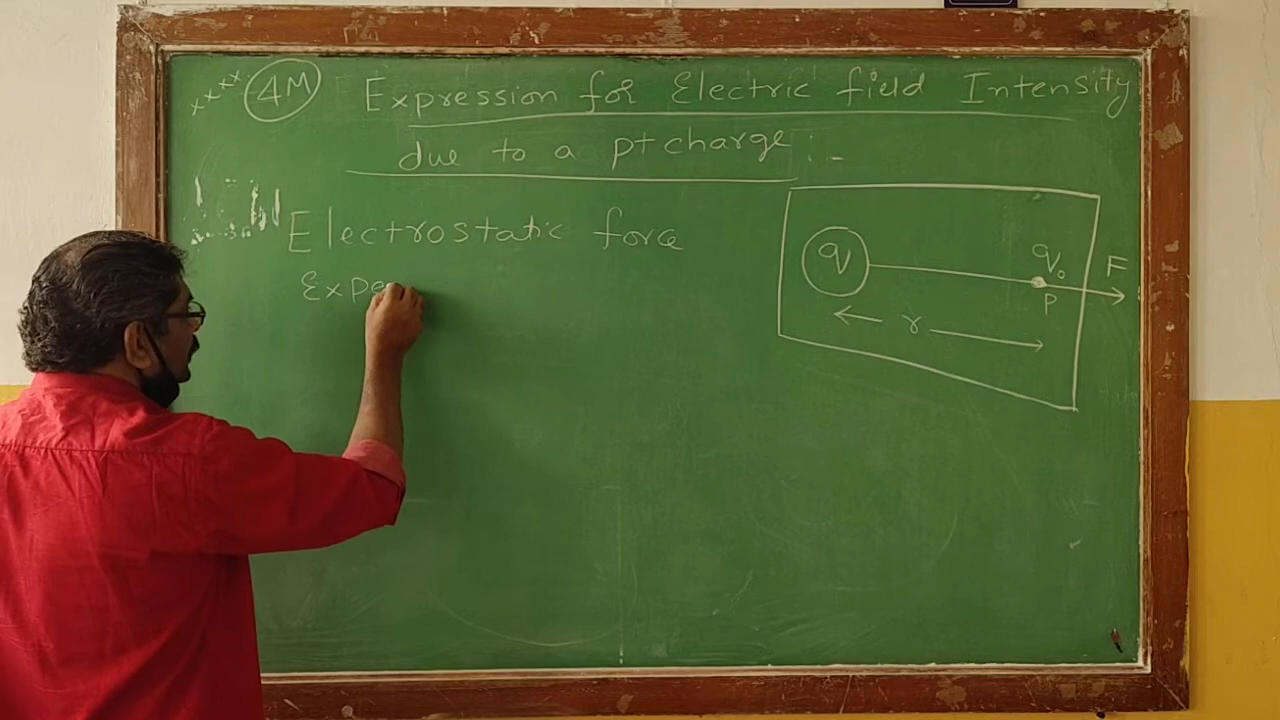 xxxx 4M Expression for Electric field Intensity
due to a pt charge :-
Electrostatic force
Expe
q
q₀
F
P
r